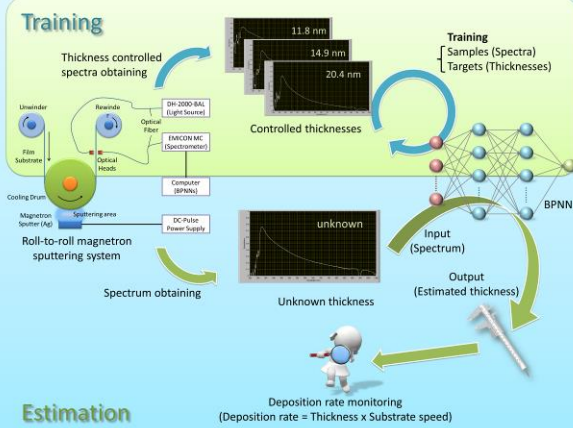 Training
Thickness controlled
spectra obtaining
11.8 nm
14.9 nm
20.4 nm
Controlled thicknesses
Training
Samples (Spectra)
Targets (Thicknesses)
Unwinder
Rewinde
DH-2000-BAL
(Light Source)
Optical
Fiber
EMICON MC
(Spectrometer)
Film
Substrate
Optical
Heads
Computer
(BPNNs)
Cooling Drum
Sputtering area
Magnetron
Sputter (Ag)
DC-Pulse
Power Supply
Roll-to-roll magnetron
sputtering system
BPNN
unknown
Input
(Spectrum)
Spectrum obtaining
Unknown thickness
Output
(Estimated thickness)
Deposition rate monitoring
(Deposition rate = Thickness x Substrate speed)
Estimation